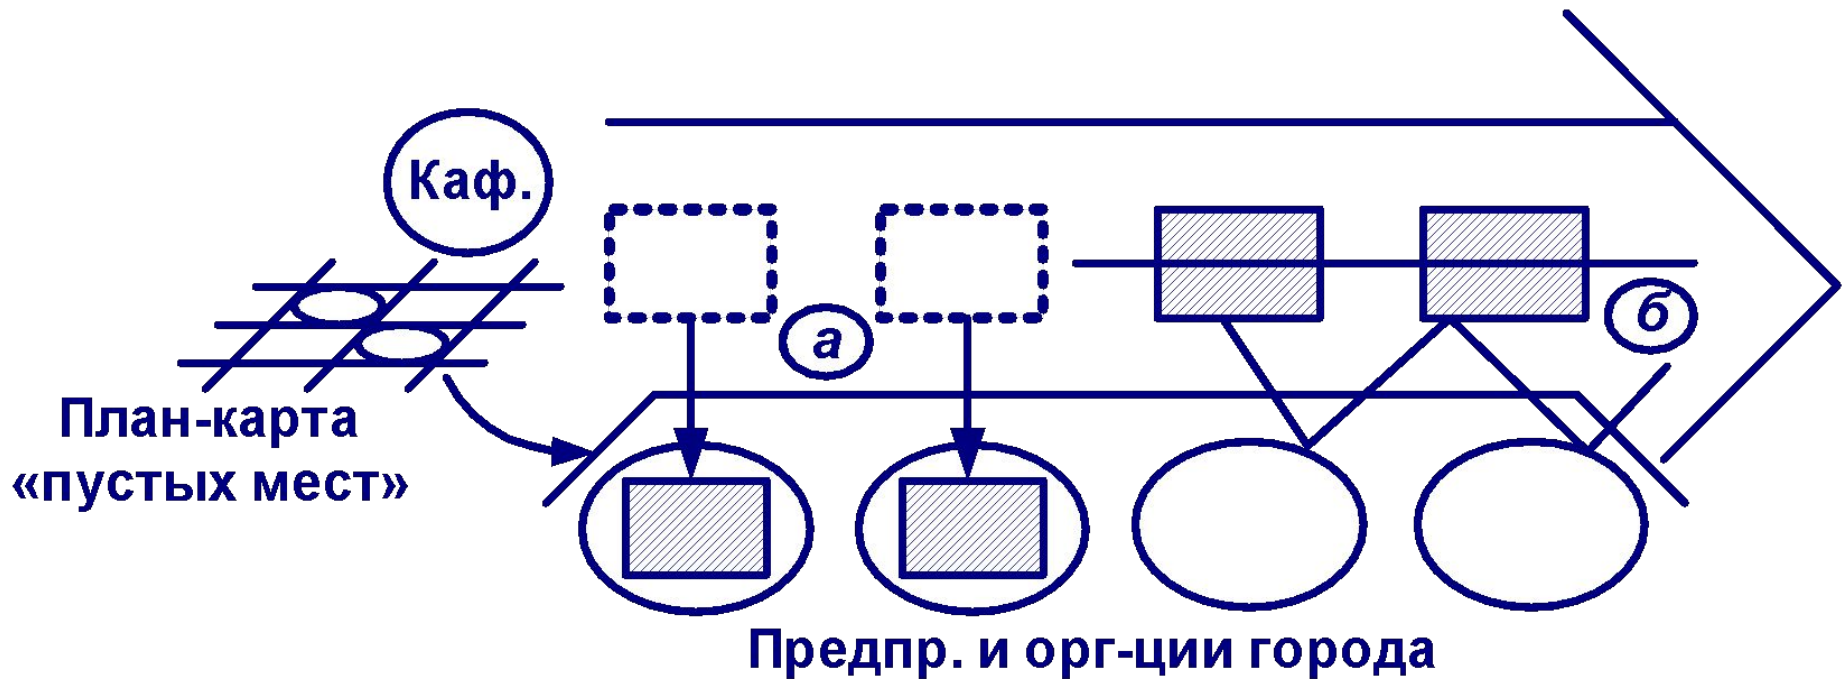 Каф.
а
б
План-карта
«пустых мест»
Предпр. и орг-ции города